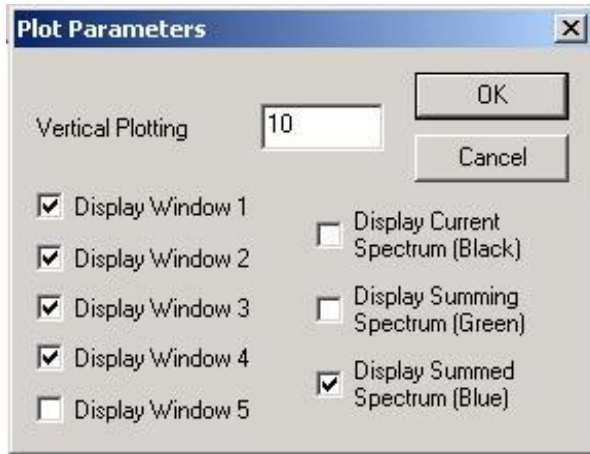 Plot Parameters
Vertical Plotting
10
OK
Cancel
Display Window 1
Display Window 2
Display Window 3
Display Window 4
Display Window 5
Display Current
Spectrum (Black)
Display Summing
Spectrum (Green)
Display Summed
Spectrum (Blue)